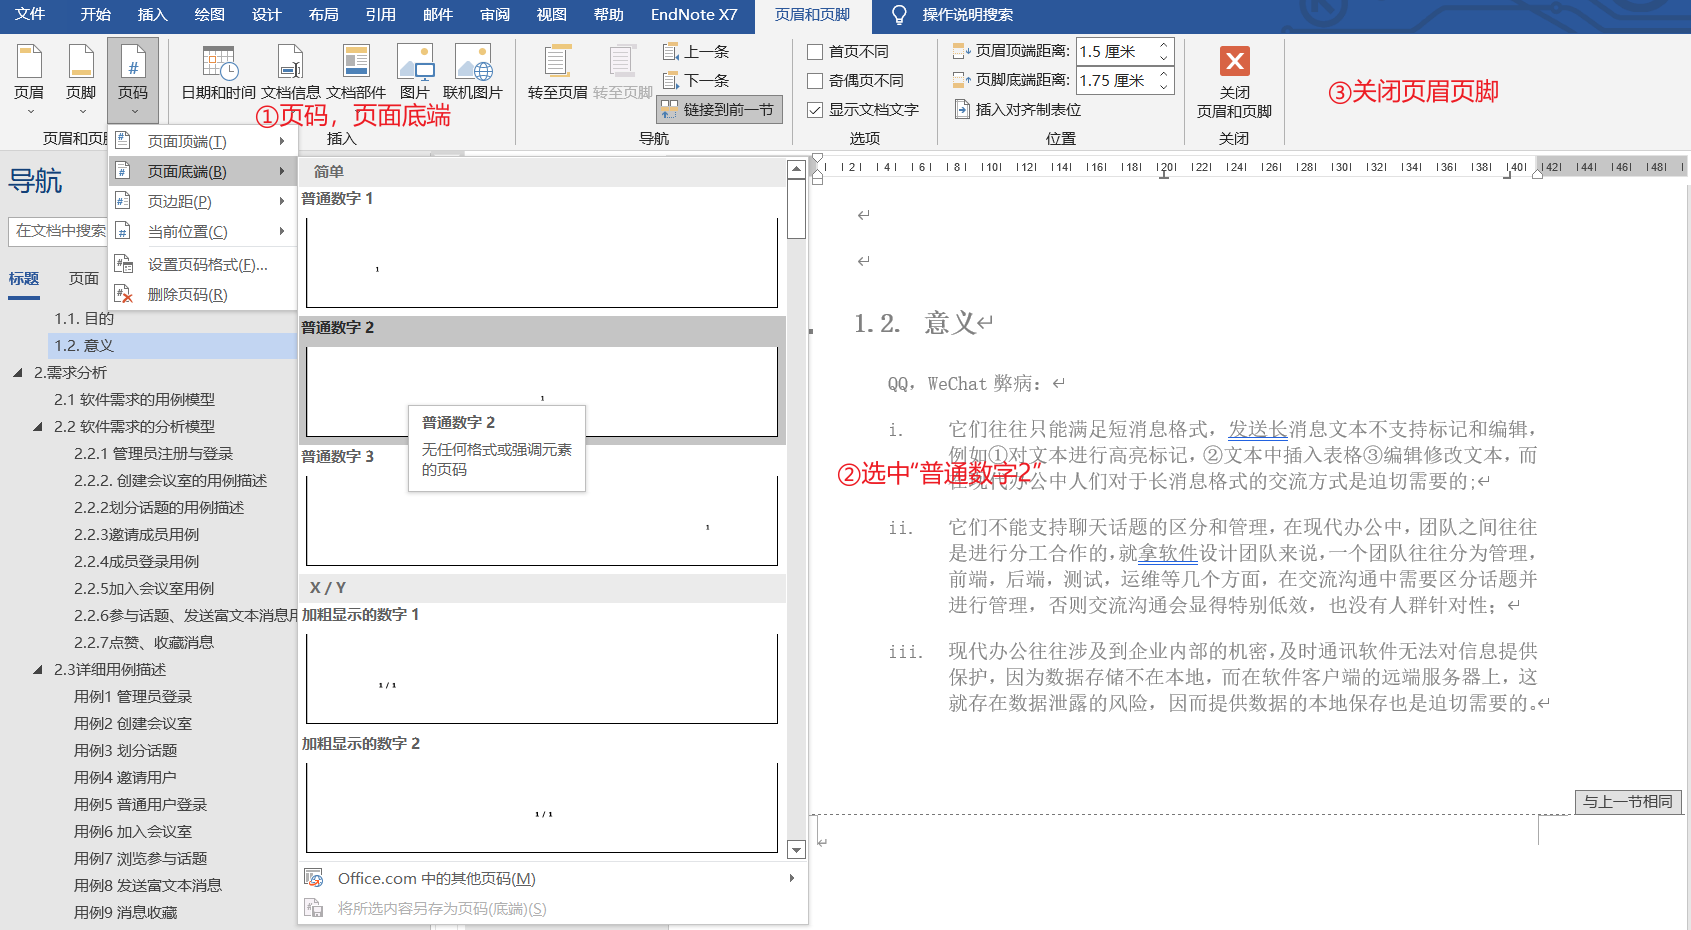 文件 开始 插入 绘图 设计 布局 引用 邮件 审阅 视图 帮助 EndNote X7 页眉和页脚 操作说明搜索
页眉 页脚 页码 日期和时间 文档信息 文档部件 图片 联机图片 转至页眉 转至页脚
上一条
下一条
链接到前一节
首页不同
奇偶页不同
显示文档文字
页眉顶端距离: 1.5 厘米
页脚底端距离: 1.75 厘米
插入对齐制表位
关闭
页眉和页脚
页眉和页脚 插入 导航 选项 位置 关闭
①页码，页面底端
③关闭页眉页脚
页面顶端(T)
页面底端(B)
页边距(P)
当前位置(C)
设置页码格式(F)...
删除页码(R)
导航
在文档中搜索
标题 页面
1.1. 目的
1.2. 意义
2.需求分析
2.1 软件需求的用例模型
2.2 软件需求的分析模型
2.2.1 管理员注册与登录
2.2.2. 创建会议室的用例描述
2.2.2划分话题的用例描述
2.2.3邀请成员用例
2.2.4成员登录用例
2.2.5加入会议室用例
2.2.6参与话题、发送富文本消息用
2.2.7点赞、收藏消息
2.3详细用例描述
用例1 管理员登录
用例2 创建会议室
用例3 划分话题
用例4 邀请用户
用例5 普通用户登录
用例6 加入会议室
用例7 浏览参与话题
用例8 发送富文本消息
用例9 消息收藏
简单
普通数字 1
1
普通数字 2
1
普通数字 2
无任何格式或强调元素
的页码
普通数字 3
1
X / Y
加粗显示的数字 1
1 / 1
加粗显示的数字 2
1 / 1
Office.com 中的其他页码(M)
将所选内容另存为页码(底端)(S)
2 4 6 8 10 12 14 16 18 20 22 24 26 28 30 32 34 36 38 40 42 44 46 48
1.2. 意义
QQ，WeChat 弊病：
i. 它们往往只能满足短消息格式，发送长消息文本不支持标记和编辑，
例如①对文本进行高亮标记，②文本中插入表格③编辑修改文本，而
在现代办公中人们对于长消息格式的交流方式是迫切需要的;
②选中“普通数字2”
ii. 它们不能支持聊天话题的区分和管理，在现代办公中，团队之间往往
是进行分工合作的，就拿软件设计团队来说，一个团队往往分为管理，
前端，后端，测试，运维等几个方面，在交流沟通中需要区分话题并
进行管理，否则交流沟通会显得特别低效，也没有人群针对性；
iii. 现代办公往往涉及到企业内部的机密，及时通讯软件无法对信息提供
保护，因为数据存储不在本地，而在软件客户端的远端服务器上，这
就存在数据泄露的风险，因而提供数据的本地保存也是迫切需要的。
与上一节相同